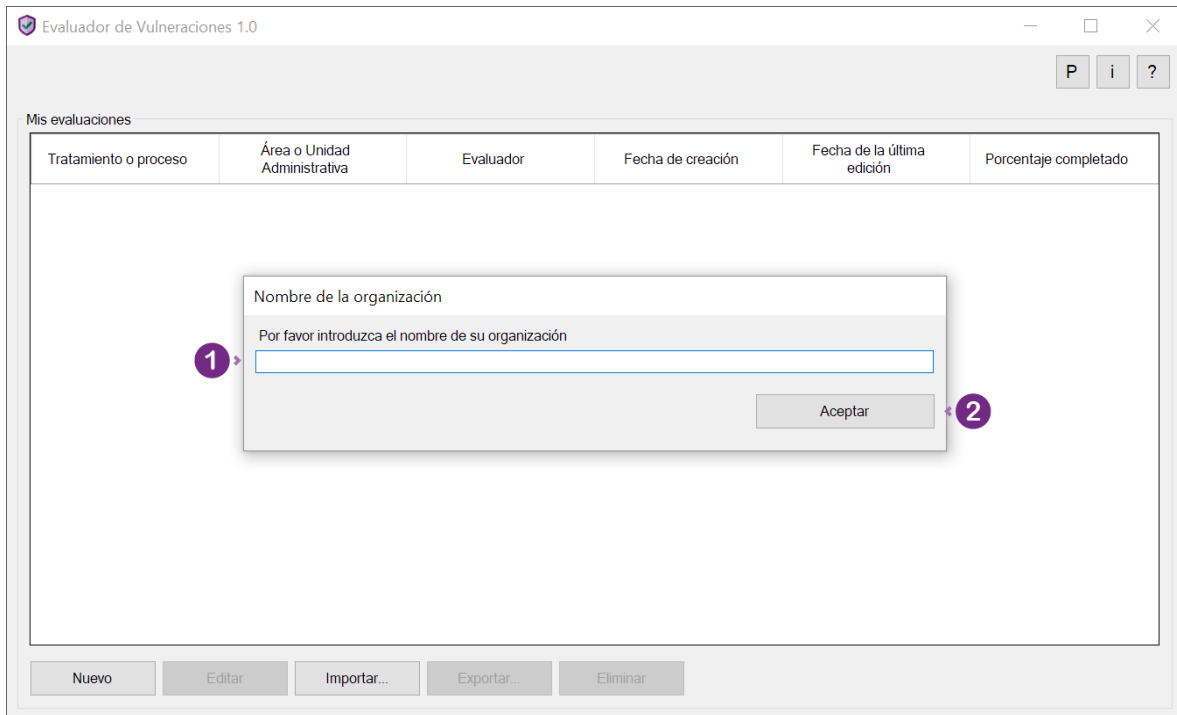 Evaluador de Vulneraciones 1.0
P i ?
Mis evaluaciones
Tratamiento o proceso
Área o Unidad
Administrativa
Evaluador
Fecha de creación
Fecha de la última
edición
Porcentaje completado
Nombre de la organización
Por favor introduzca el nombre de su organización
1
Aceptar
2
Nuevo
Editar
Importar...
Exportar...
Eliminar